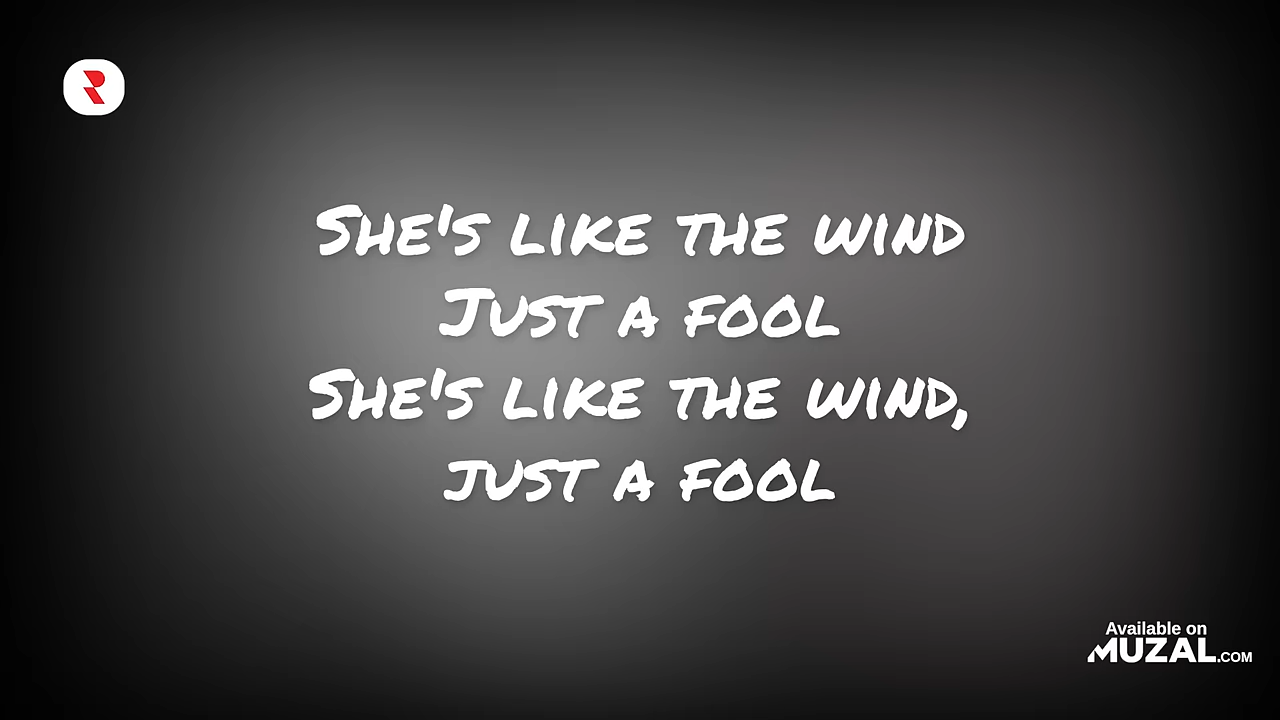 She's like the wind
Just a fool
She's like the wind,
just a fool
Available on
MUZAL.COM